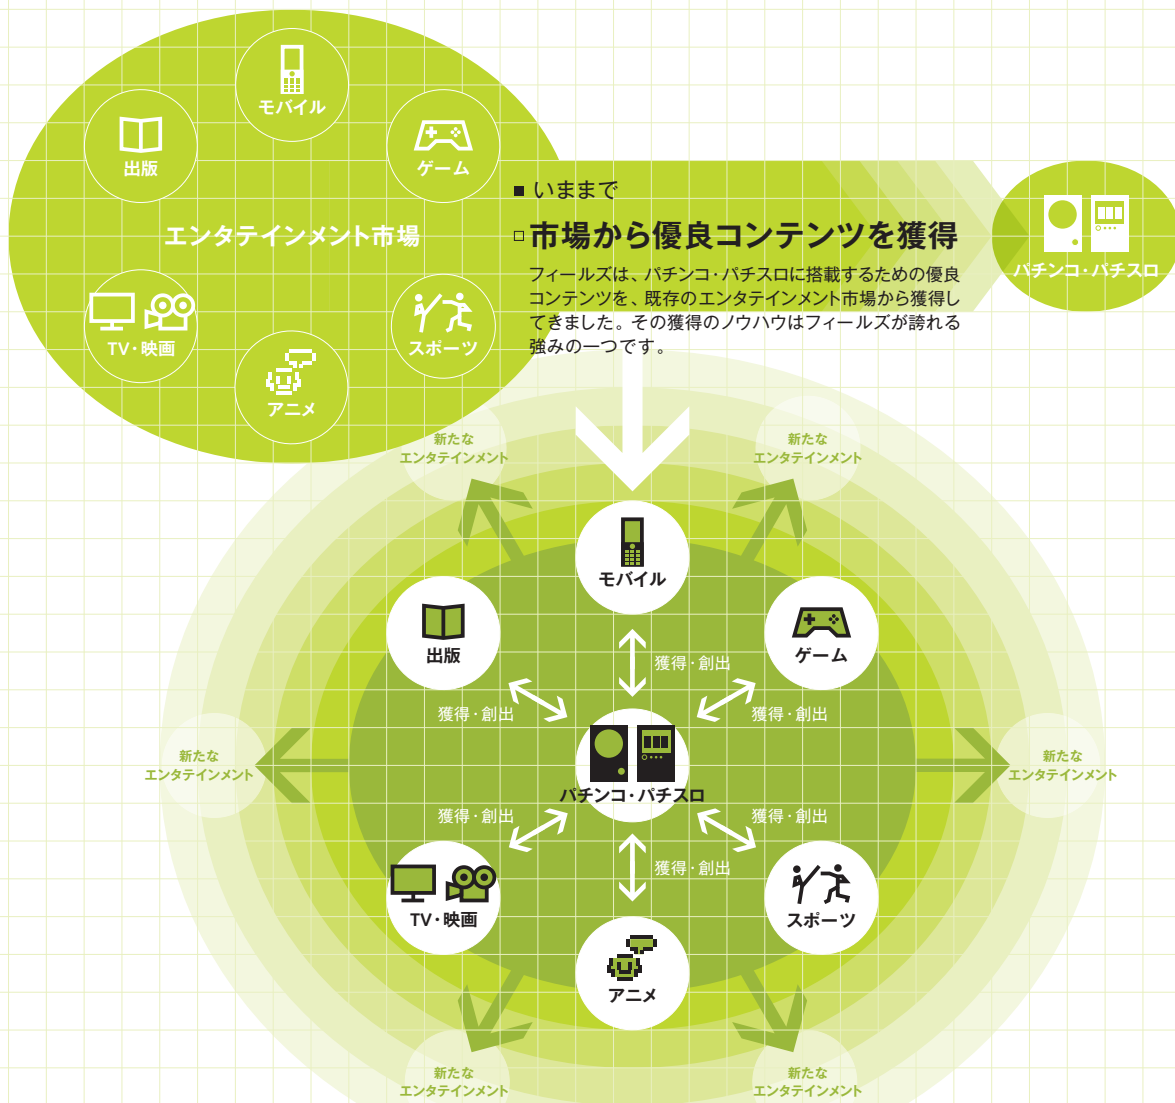 モバイル
出版
ゲーム
エンタテインメント市場
TV・映画
スポーツ
アニメ
■ いままで
□ 市場から優良コンテンツを獲得
フィールズは、パチンコ・パチスロに搭載するための優良
コンテンツを、既存のエンタテインメント市場から獲得し
てきました。その獲得のノウハウはフィールズが誇れる
強みの一つです。
パチンコ・パチスロ
新たな
エンタテインメント
新たな
エンタテインメント
モバイル
出版
ゲーム
獲得・創出
獲得・創出
獲得・創出
新たな
エンタテインメント
パチンコ・パチスロ
新たな
エンタテインメント
獲得・創出
獲得・創出
獲得・創出
TV・映画
スポーツ
アニメ
新たな
エンタテインメント
新たな
エンタテインメント